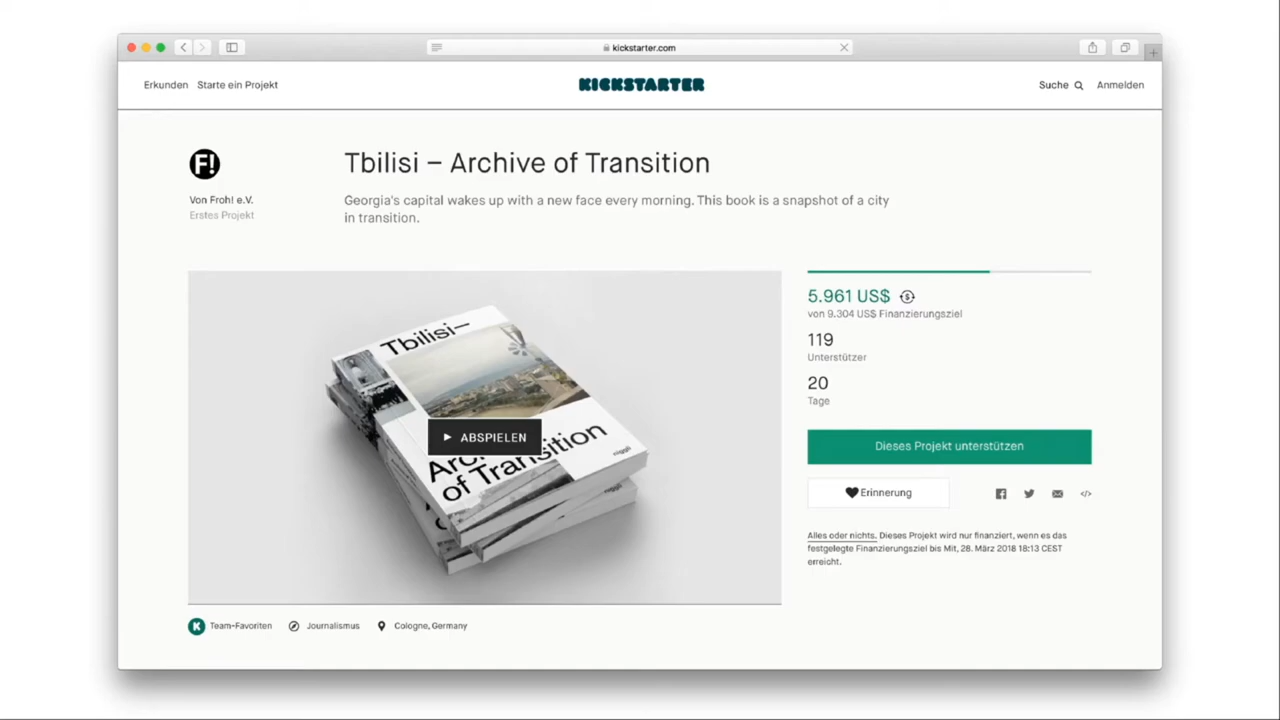 kickstarter.com
Erkunden Starte ein Projekt KICKSTARTER Suche Anmelden
F!
Tbilisi – Archive of Transition
Von Froh! e.V.
Erstes Projekt
Georgia's capital wakes up with a new face every morning. This book is a snapshot of a city
in transition.
Tbilisi–
ABSPIELEN
of Transition
niggli
5.961 US$
von 9.304 US$ Finanzierungsziel
119
Unterstützer
20
Tage
Dieses Projekt unterstützen
Erinnerung
Alles oder nichts. Dieses Projekt wird nur finanziert, wenn es das
festgelegte Finanzierungsziel bis Mit, 28. März 2018 18:13 CEST
erreicht.
K Team-Favoriten Journalismus Cologne, Germany